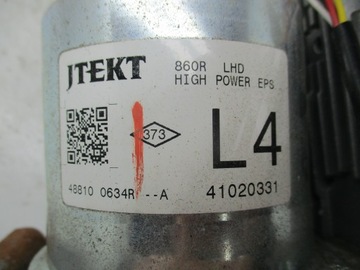 JTEKT
860R LHD
HIGH POWER EPS
373
L4
48810 0634R --A
41020331